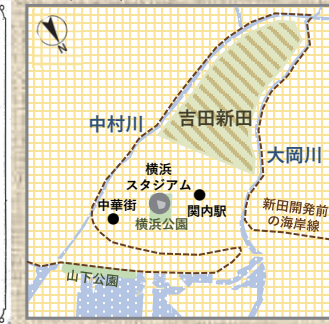 N
中村川
吉田新田
大岡川
横浜
スタジアム
中華街
関内駅
横浜公園
新田開発前
の海岸線
山下公園